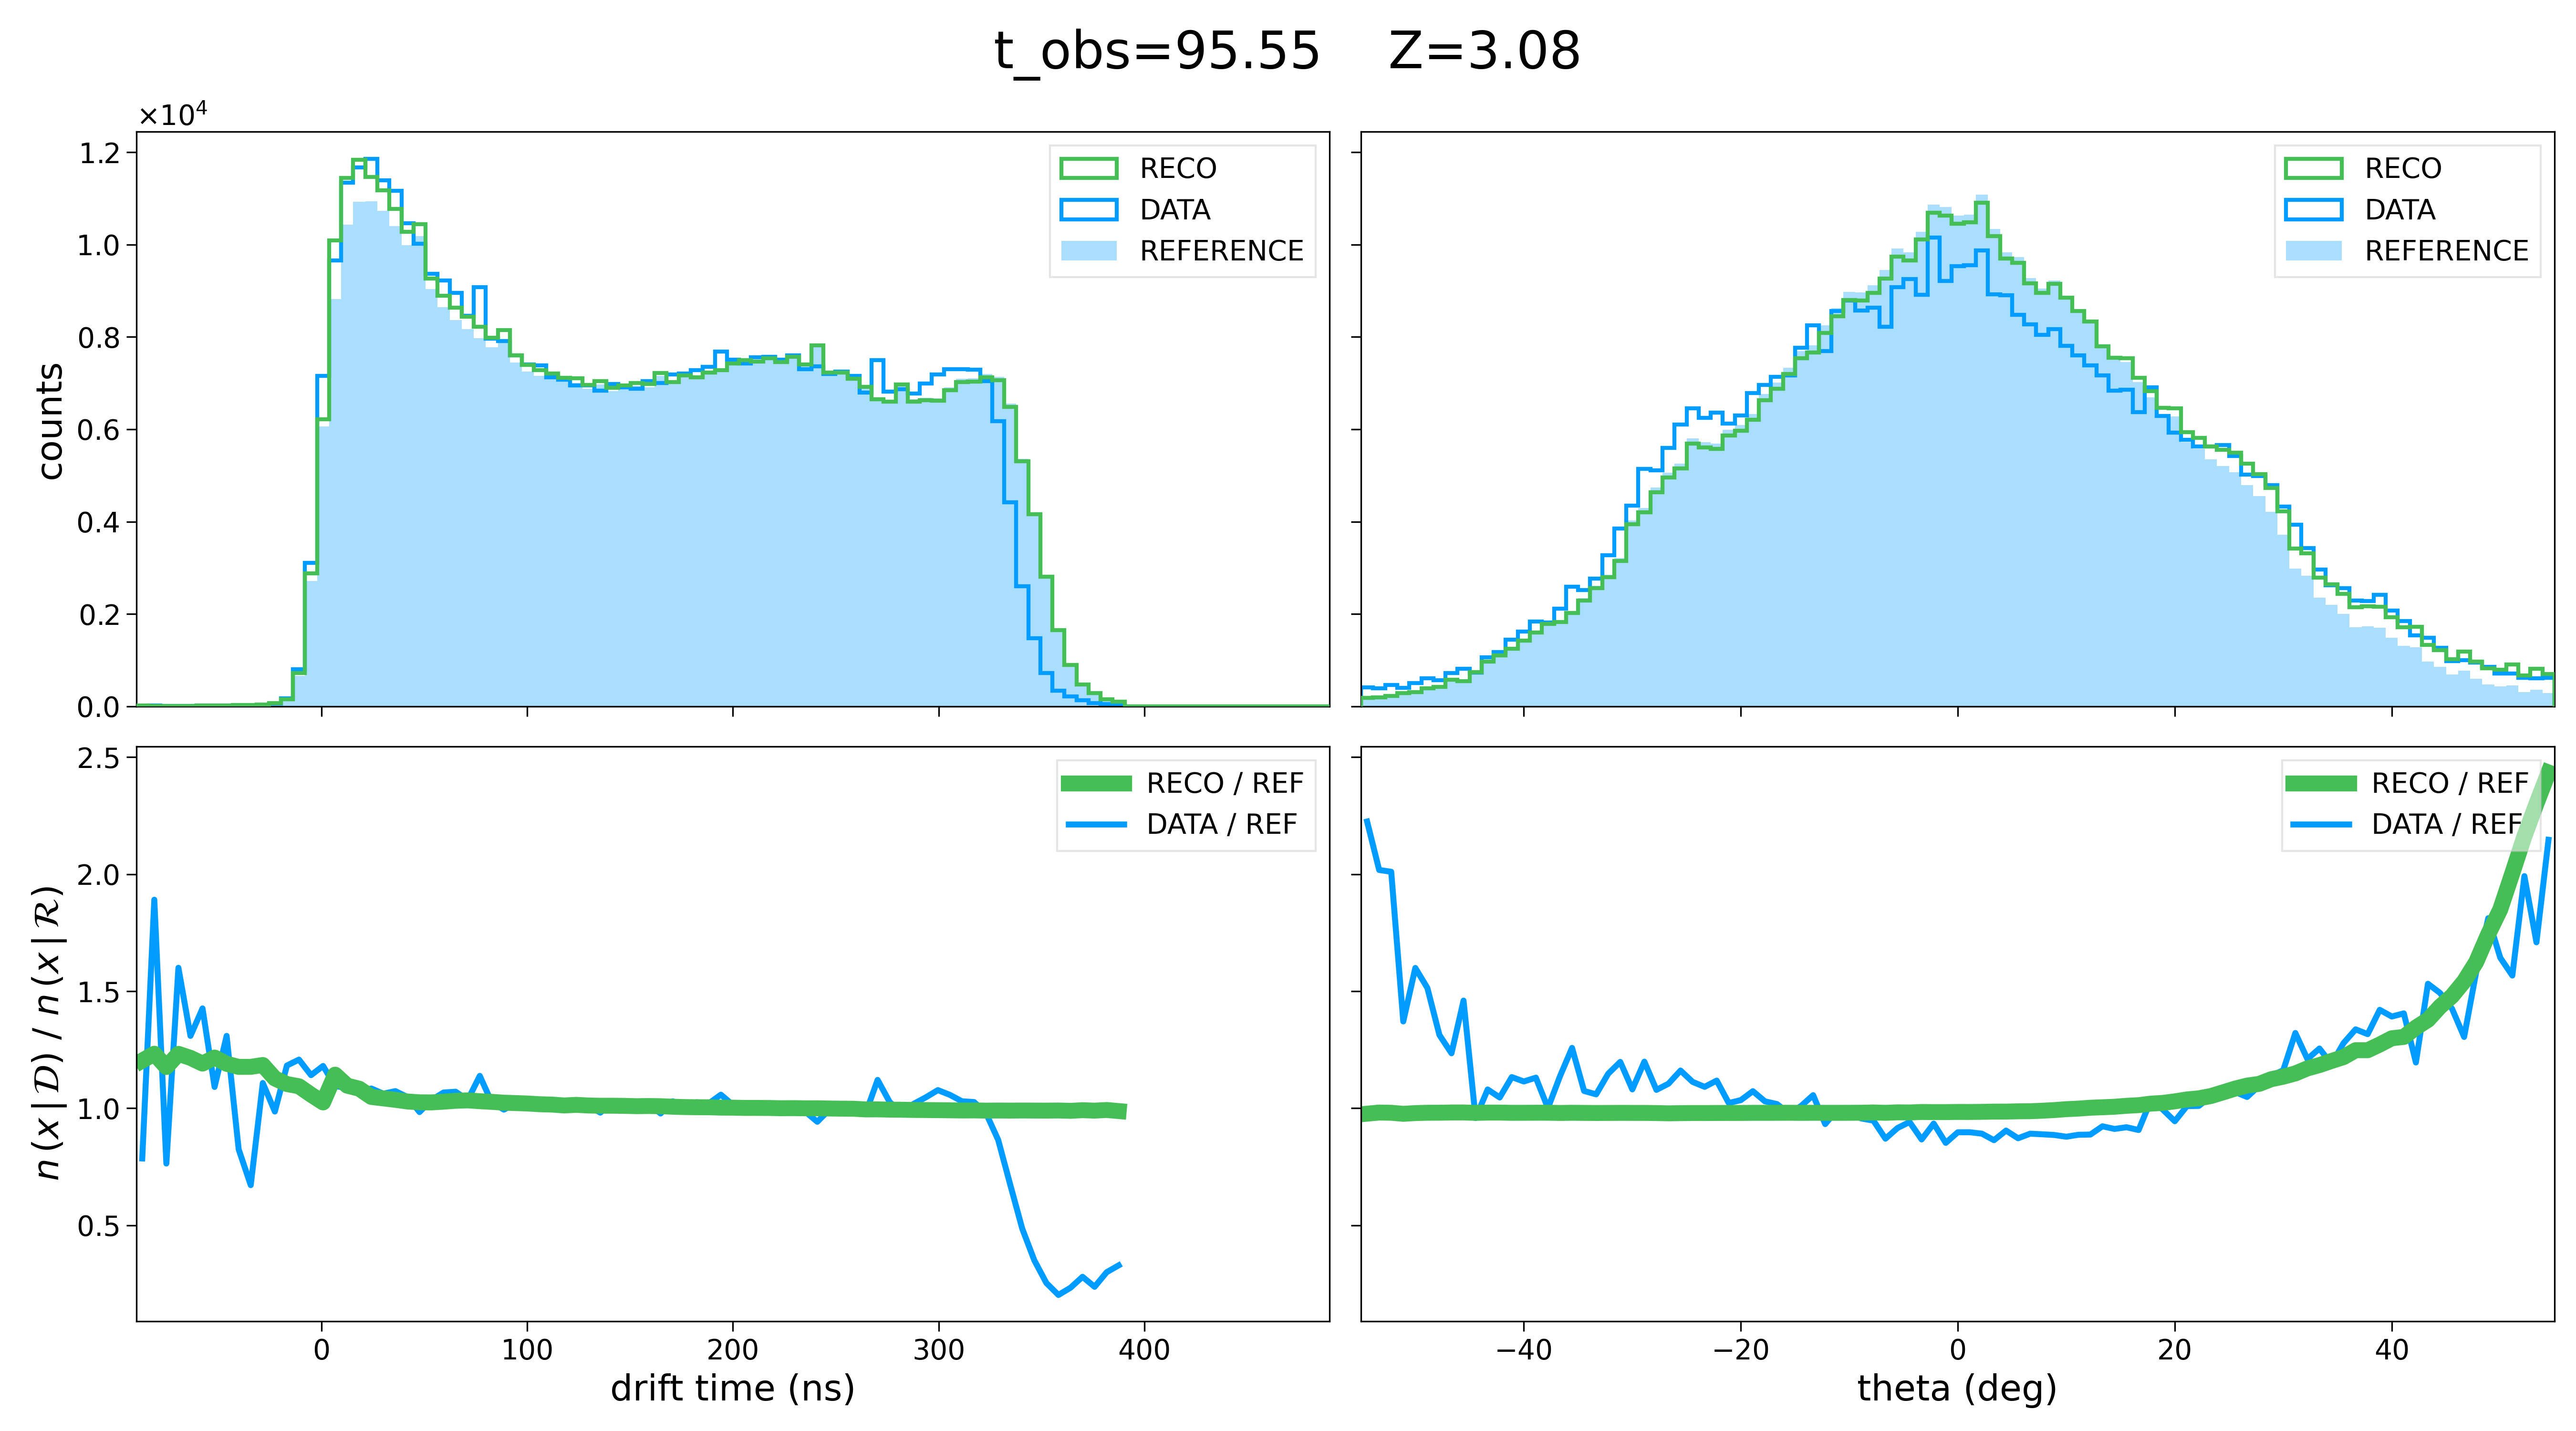 t_obs=95.55 Z=3.08
×10⁴
1.2
1.0
0.8
0.6
0.4
0.2
0.0
counts
RECO
DATA
REFERENCE
RECO
DATA
REFERENCE
2.5
2.0
1.5
1.0
0.5
n (x | 𝒟) / n (x | ℛ)
RECO / REF
DATA / REF
RECO / REF
DATA / REF
0 100 200 300 400
drift time (ns)
−40 −20 0 20 40
theta (deg)